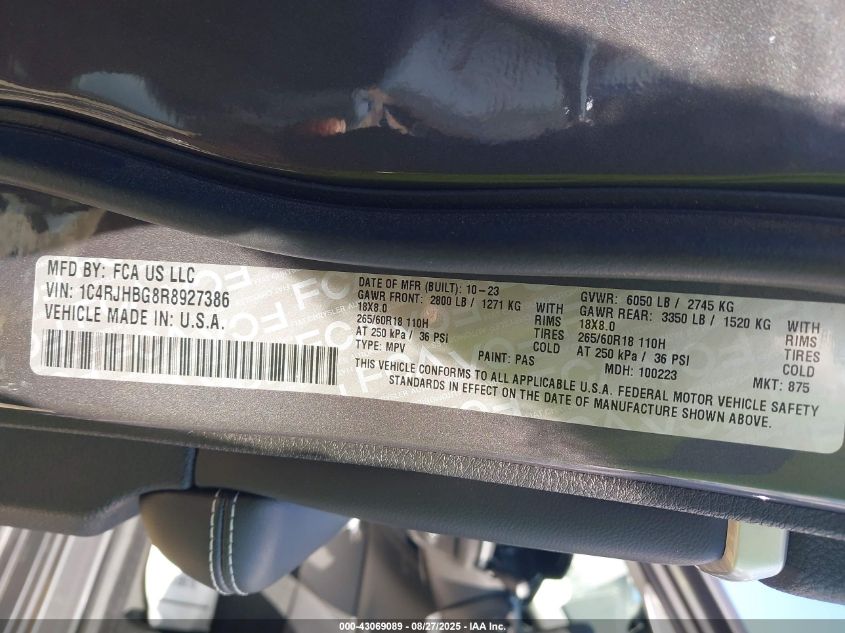 MFD BY: FCA US LLC
VIN: 1C4RJHBG8R8927386
VEHICLE MADE IN: U.S.A.
DATE OF MFR (BUILT): 10-23
GAWR FRONT: 2800 LB / 1271 KG WITH
18X8.0 RIMS
265/60R18 110H TIRES
AT 250 kPa / 36 PSI COLD
TYPE: MPV PAINT: PAS
GVWR: 6050 LB / 2745 KG
GAWR REAR: 3350 LB / 1520 KG WITH
18X8.0 RIMS
265/60R18 110H TIRES
AT 250 kPa / 36 PSI COLD
MDH: 100223 MKT: 875
THIS VEHICLE CONFORMS TO ALL APPLICABLE U.S.A. FEDERAL MOTOR VEHICLE SAFETY
STANDARDS IN EFFECT ON THE DATE OF MANUFACTURE SHOWN ABOVE.
000-43069089 - 08/27/2025 - IAA Inc.